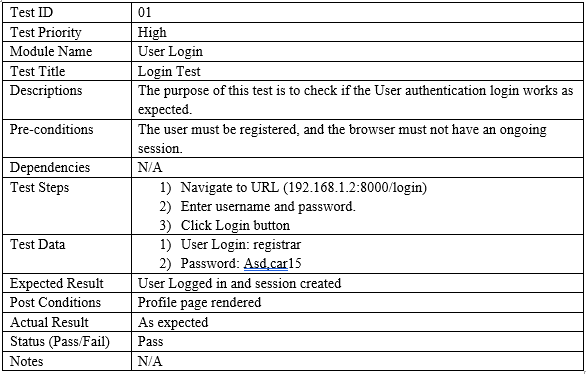 Test ID 01
Test Priority High
Module Name User Login
Test Title Login Test
Descriptions The purpose of this test is to check if the User authentication login works as
expected.
Pre-conditions The user must be registered, and the browser must not have an ongoing
session.
Dependencies N/A
Test Steps 1) Navigate to URL (192.168.1.2:8000/login)
2) Enter username and password.
3) Click Login button
Test Data 1) User Login: registrar
2) Password: Asd,car15
Expected Result User Logged in and session created
Post Conditions Profile page rendered
Actual Result As expected
Status (Pass/Fail) Pass
Notes N/A